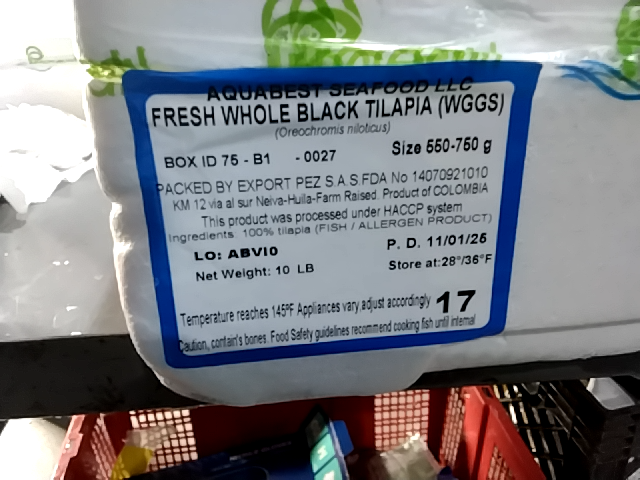 AQUABEST SEAFOOD LLC
FRESH WHOLE BLACK TILAPIA (WGGS)
(Oreochromis niloticus)
BOX ID 75 - B1 - 0027 Size 550-750 g
PACKED BY EXPORT PEZ S.A.S.FDA No 14070921010
KM 12 via al sur Neiva-Huila-Farm Raised. Product of COLOMBIA
This product was processed under HACCP system
Ingredients: 100% tilapia (FISH / ALLERGEN PRODUCT)
LO: ABVI0 P. D. 11/01/25
Net Weight: 10 LB Store at:28°/36°F
Temperature reaches 145ºF Appliances vary,adjust accordingly 17
Caution, contain's bones. Food Safety guidelines recommend cooking fish until internal